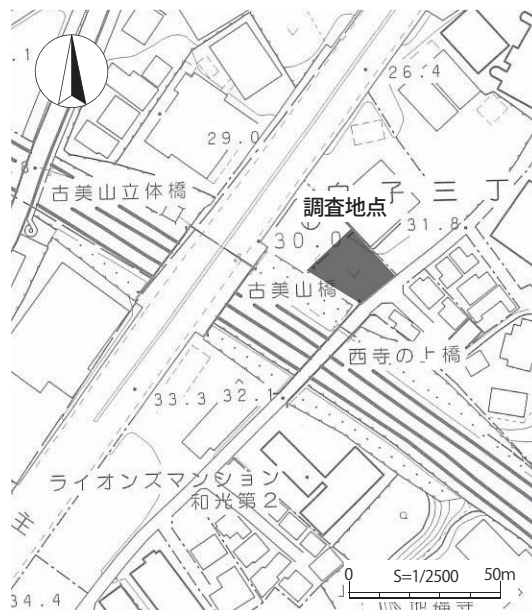 26.4
29.0
子三丁
古美山立体橋
調査地点
31.8
30.0
古美山橋
西寺の上橋
33.3
32.1
ライオンズマンション
和光第2
主
34.4
0 S=1/2500 50m